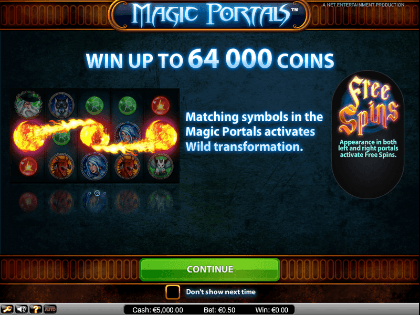 MAGIC PORTALS™
A NET ENTERTAINMENT PRODUCTION
WIN UP TO 64 000 COINS
Matching symbols in the
Magic Portals activates
Wild transformation.
Free
Spins
Appearance in both
left and right portals
activate Free Spins.
CONTINUE
Don't show next time
?
Cash: €5,000.00 Bet: €0.50 Win: €0.00